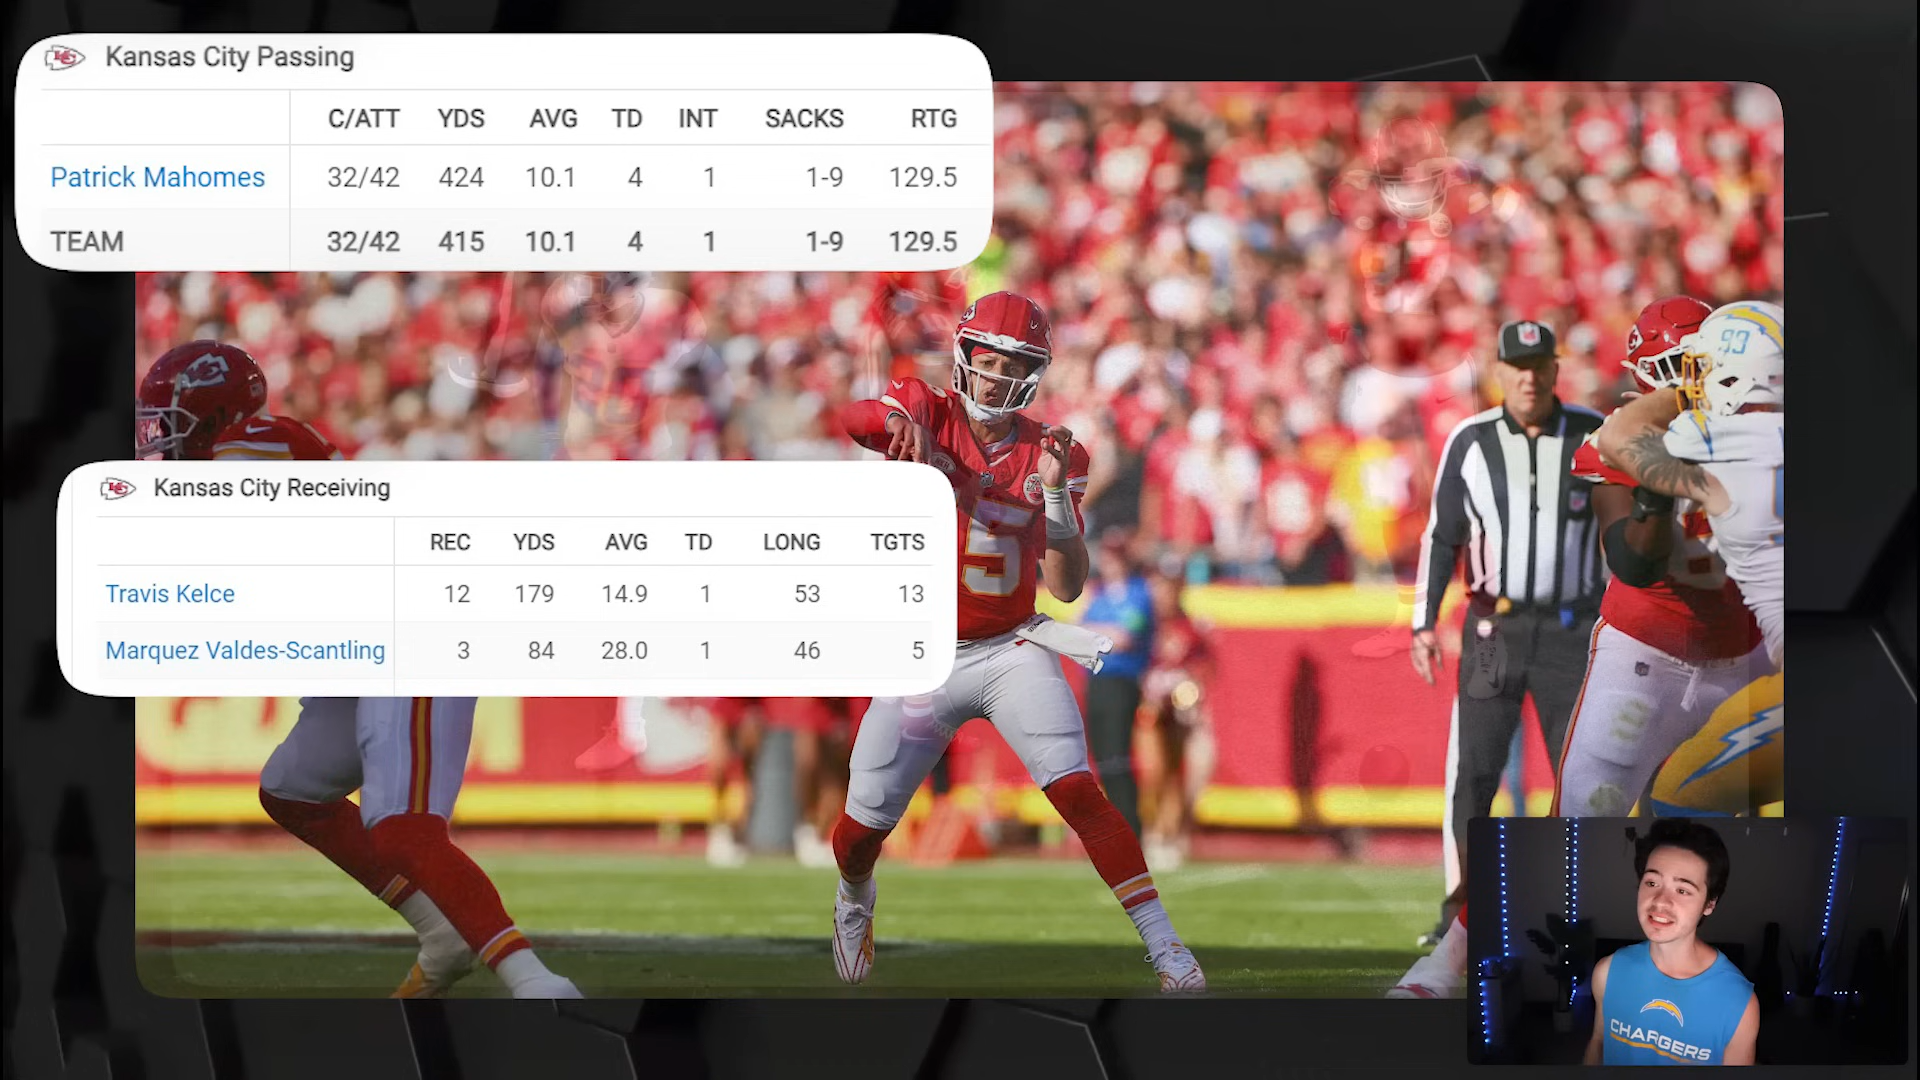 Kansas City Passing
C/ATT YDS AVG TD INT SACKS RTG
Patrick Mahomes 32/42 424 10.1 4 1 1-9 129.5
TEAM 32/42 415 10.1 4 1 1-9 129.5
Kansas City Receiving
REC YDS AVG TD LONG TGTS
Travis Kelce 12 179 14.9 1 53 13
Marquez Valdes-Scantling 3 84 28.0 1 46 5
5
99
CHARGERS